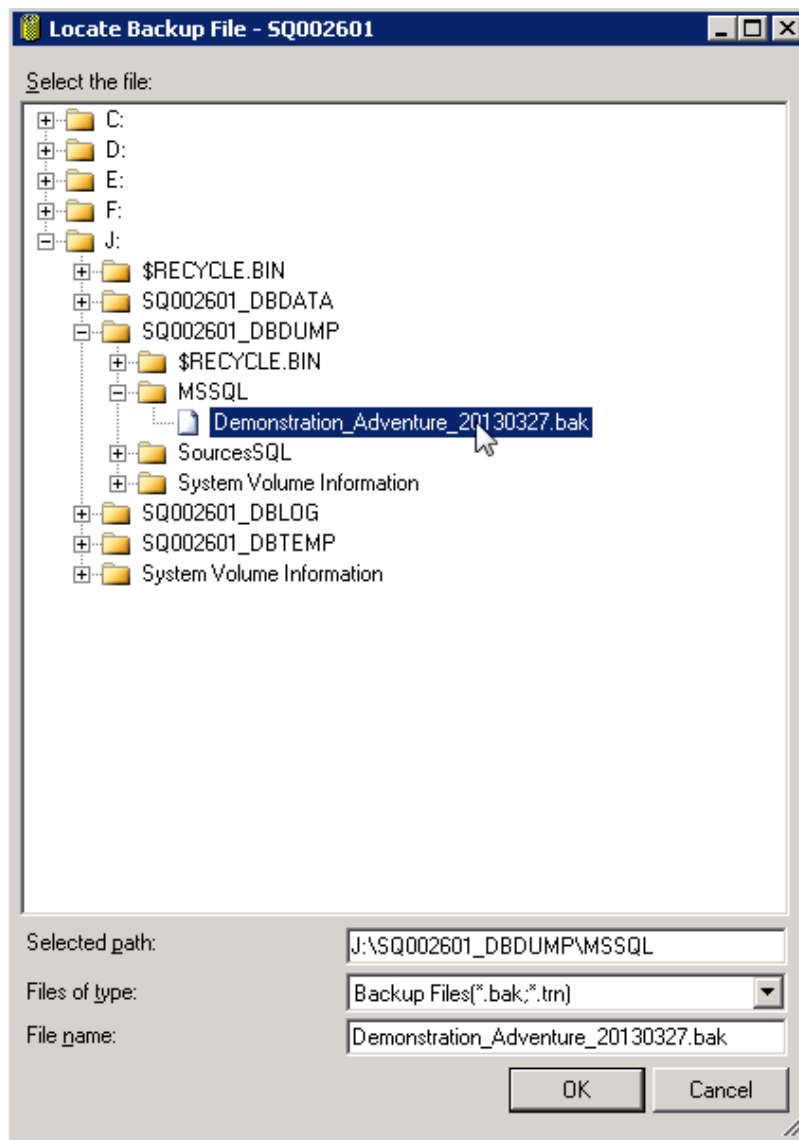 Locate Backup File - SQ002601
Select the file:
C:
D:
E:
F:
J:
$RECYCLE.BIN
SQ002601_DBDATA
SQ002601_DBDUMP
$RECYCLE.BIN
MSSQL
Demonstration_Adventure_20130327.bak
SourcesSQL
System Volume Information
SQ002601_DBLOG
SQ002601_DBTEMP
System Volume Information
Selected path: J:\SQ002601_DBDUMP\MSSQL
Files of type: Backup Files(*.bak;*.trn)
File name: Demonstration_Adventure_20130327.bak
OK Cancel